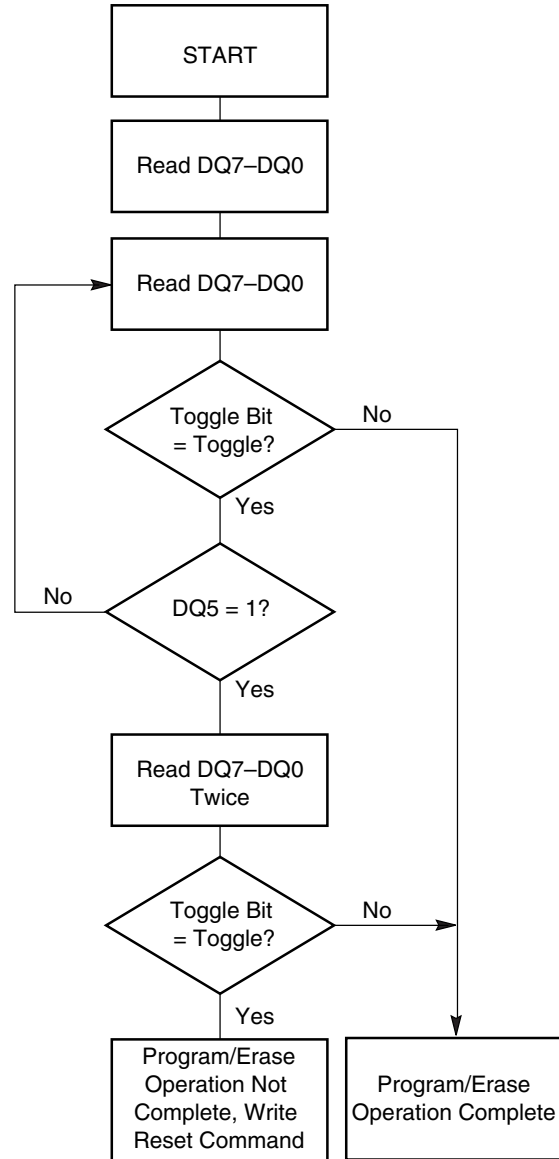 START
Read DQ7–DQ0
Read DQ7–DQ0
Toggle Bit
= Toggle?
No
Yes
No
DQ5 = 1?
Yes
Read DQ7–DQ0
Twice
Toggle Bit
= Toggle?
No
Yes
Program/Erase
Operation Not
Complete, Write
Reset Command
Program/Erase
Operation Complete